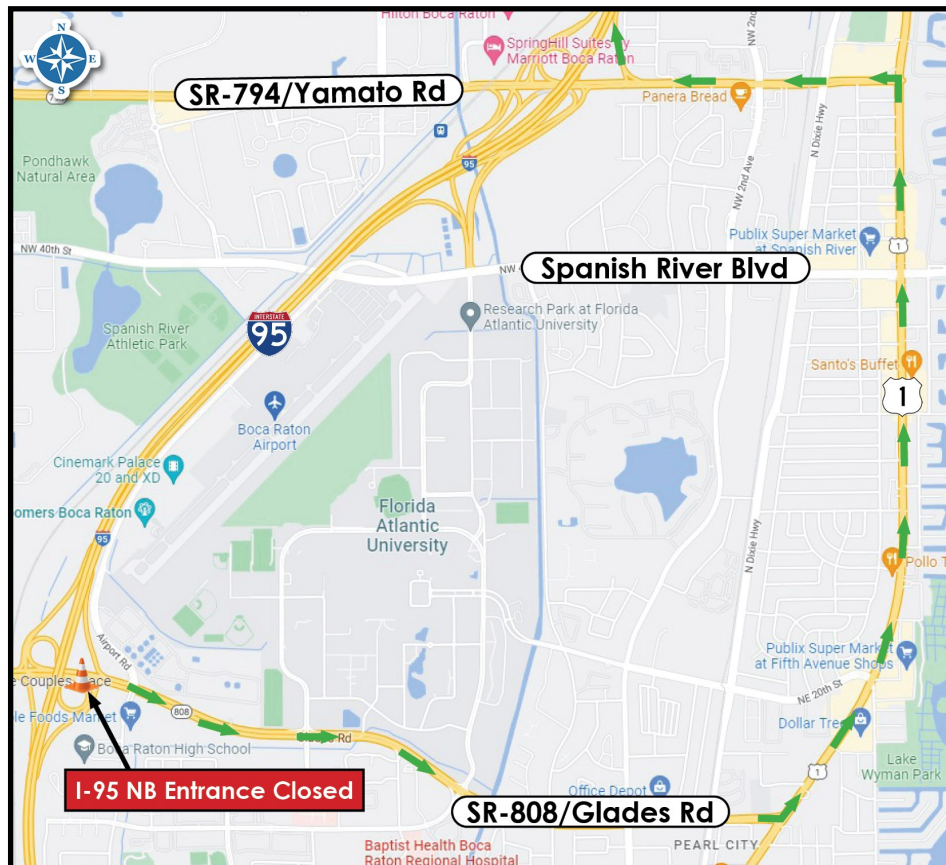 N
W
E
S
Hilton Boca Raton
SpringHill Suites by
Marriott Boca Raton
NW 2nd
SR-794/Yamato Rd
Panera Bread
Pondhawk
Natural Area
95
N Dixie Hwy
NW 2nd Ave
NW 40th St
Publix Super Market
at Spanish River
1
Spanish River Blvd
Research Park at Florida
Atlantic University
Spanish River
Athletic Park
INTERSTATE
95
Santo's Buffet
1
Boca Raton
Airport
Cinemark Palace
20 and XD
omers Boca Raton
95
Florida
Atlantic
University
N Dixie Hwy
Pollo T
Airport Rd
Publix Super Market
at Fifth Avenue Shops
NE 20th St
e Couples
ace
808
le Foods Market
Dollar Tree
Boca Raton High School
Rd
Lake
Wyman Park
1
I-95 NB Entrance Closed
Office Depot
SR-808/Glades Rd
PEARL CITY
Baptist Health Boca
Raton Regional Hospital